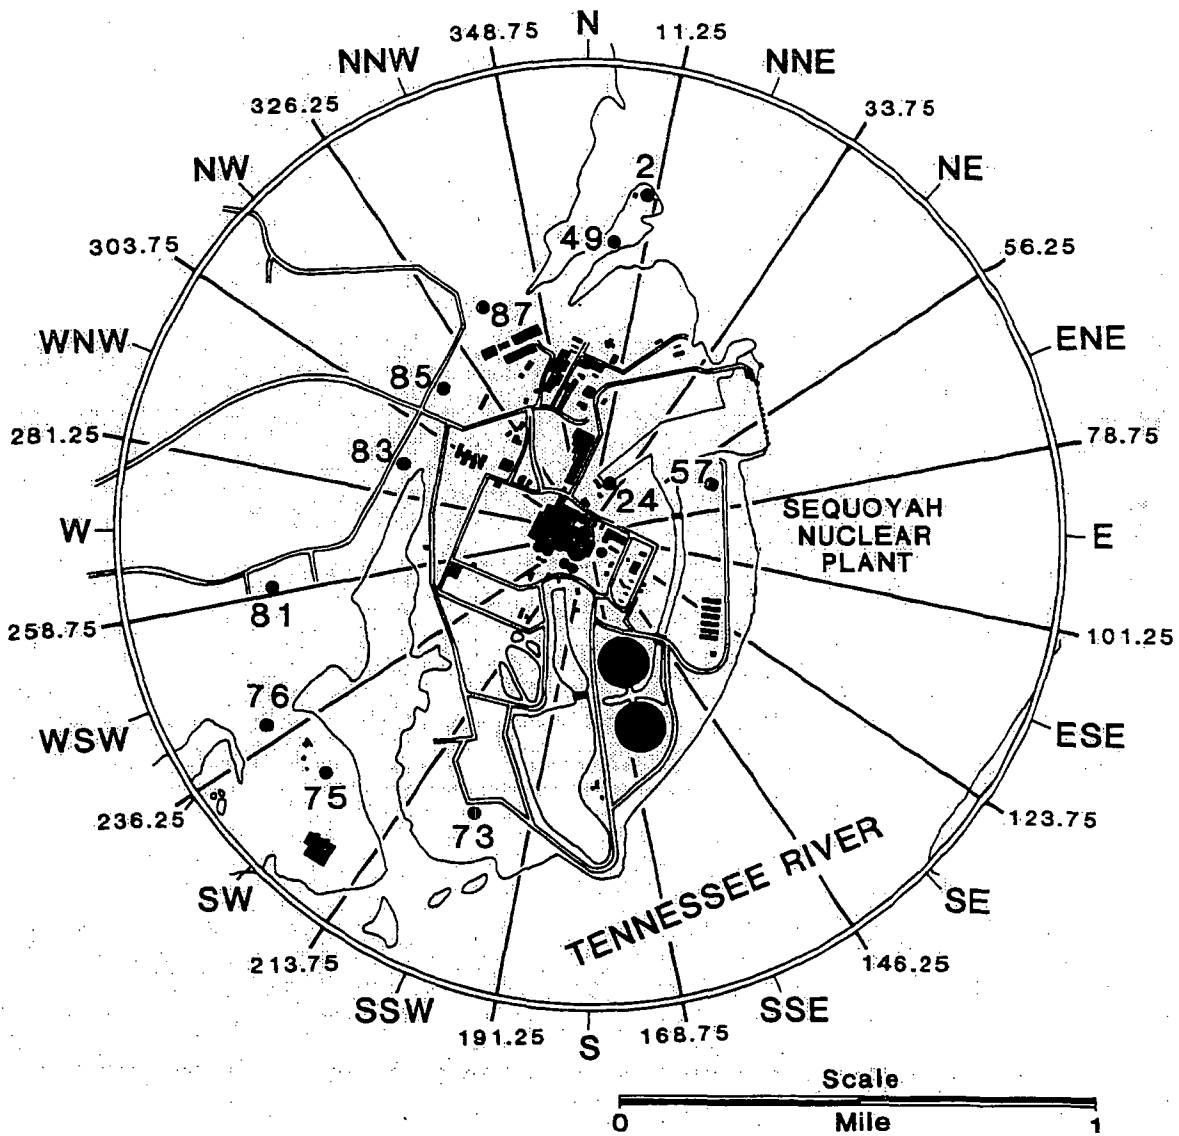 N
348.75
11.25
NNW
NNE
326.25
33.75
NW
NE
2
49
303.75
56.25
87
WNW
ENE
85
281.25
78.75
83
57
24
SEQUOYAH
NUCLEAR
PLANT
W
E
81
258.75
101.25
76
WSW
ESE
75
236.25
73
123.75
TENNESSEE RIVER
SW
SE
213.75
146.25
SSW
SSE
191.25
S
168.75
Scale
0
Mile
1